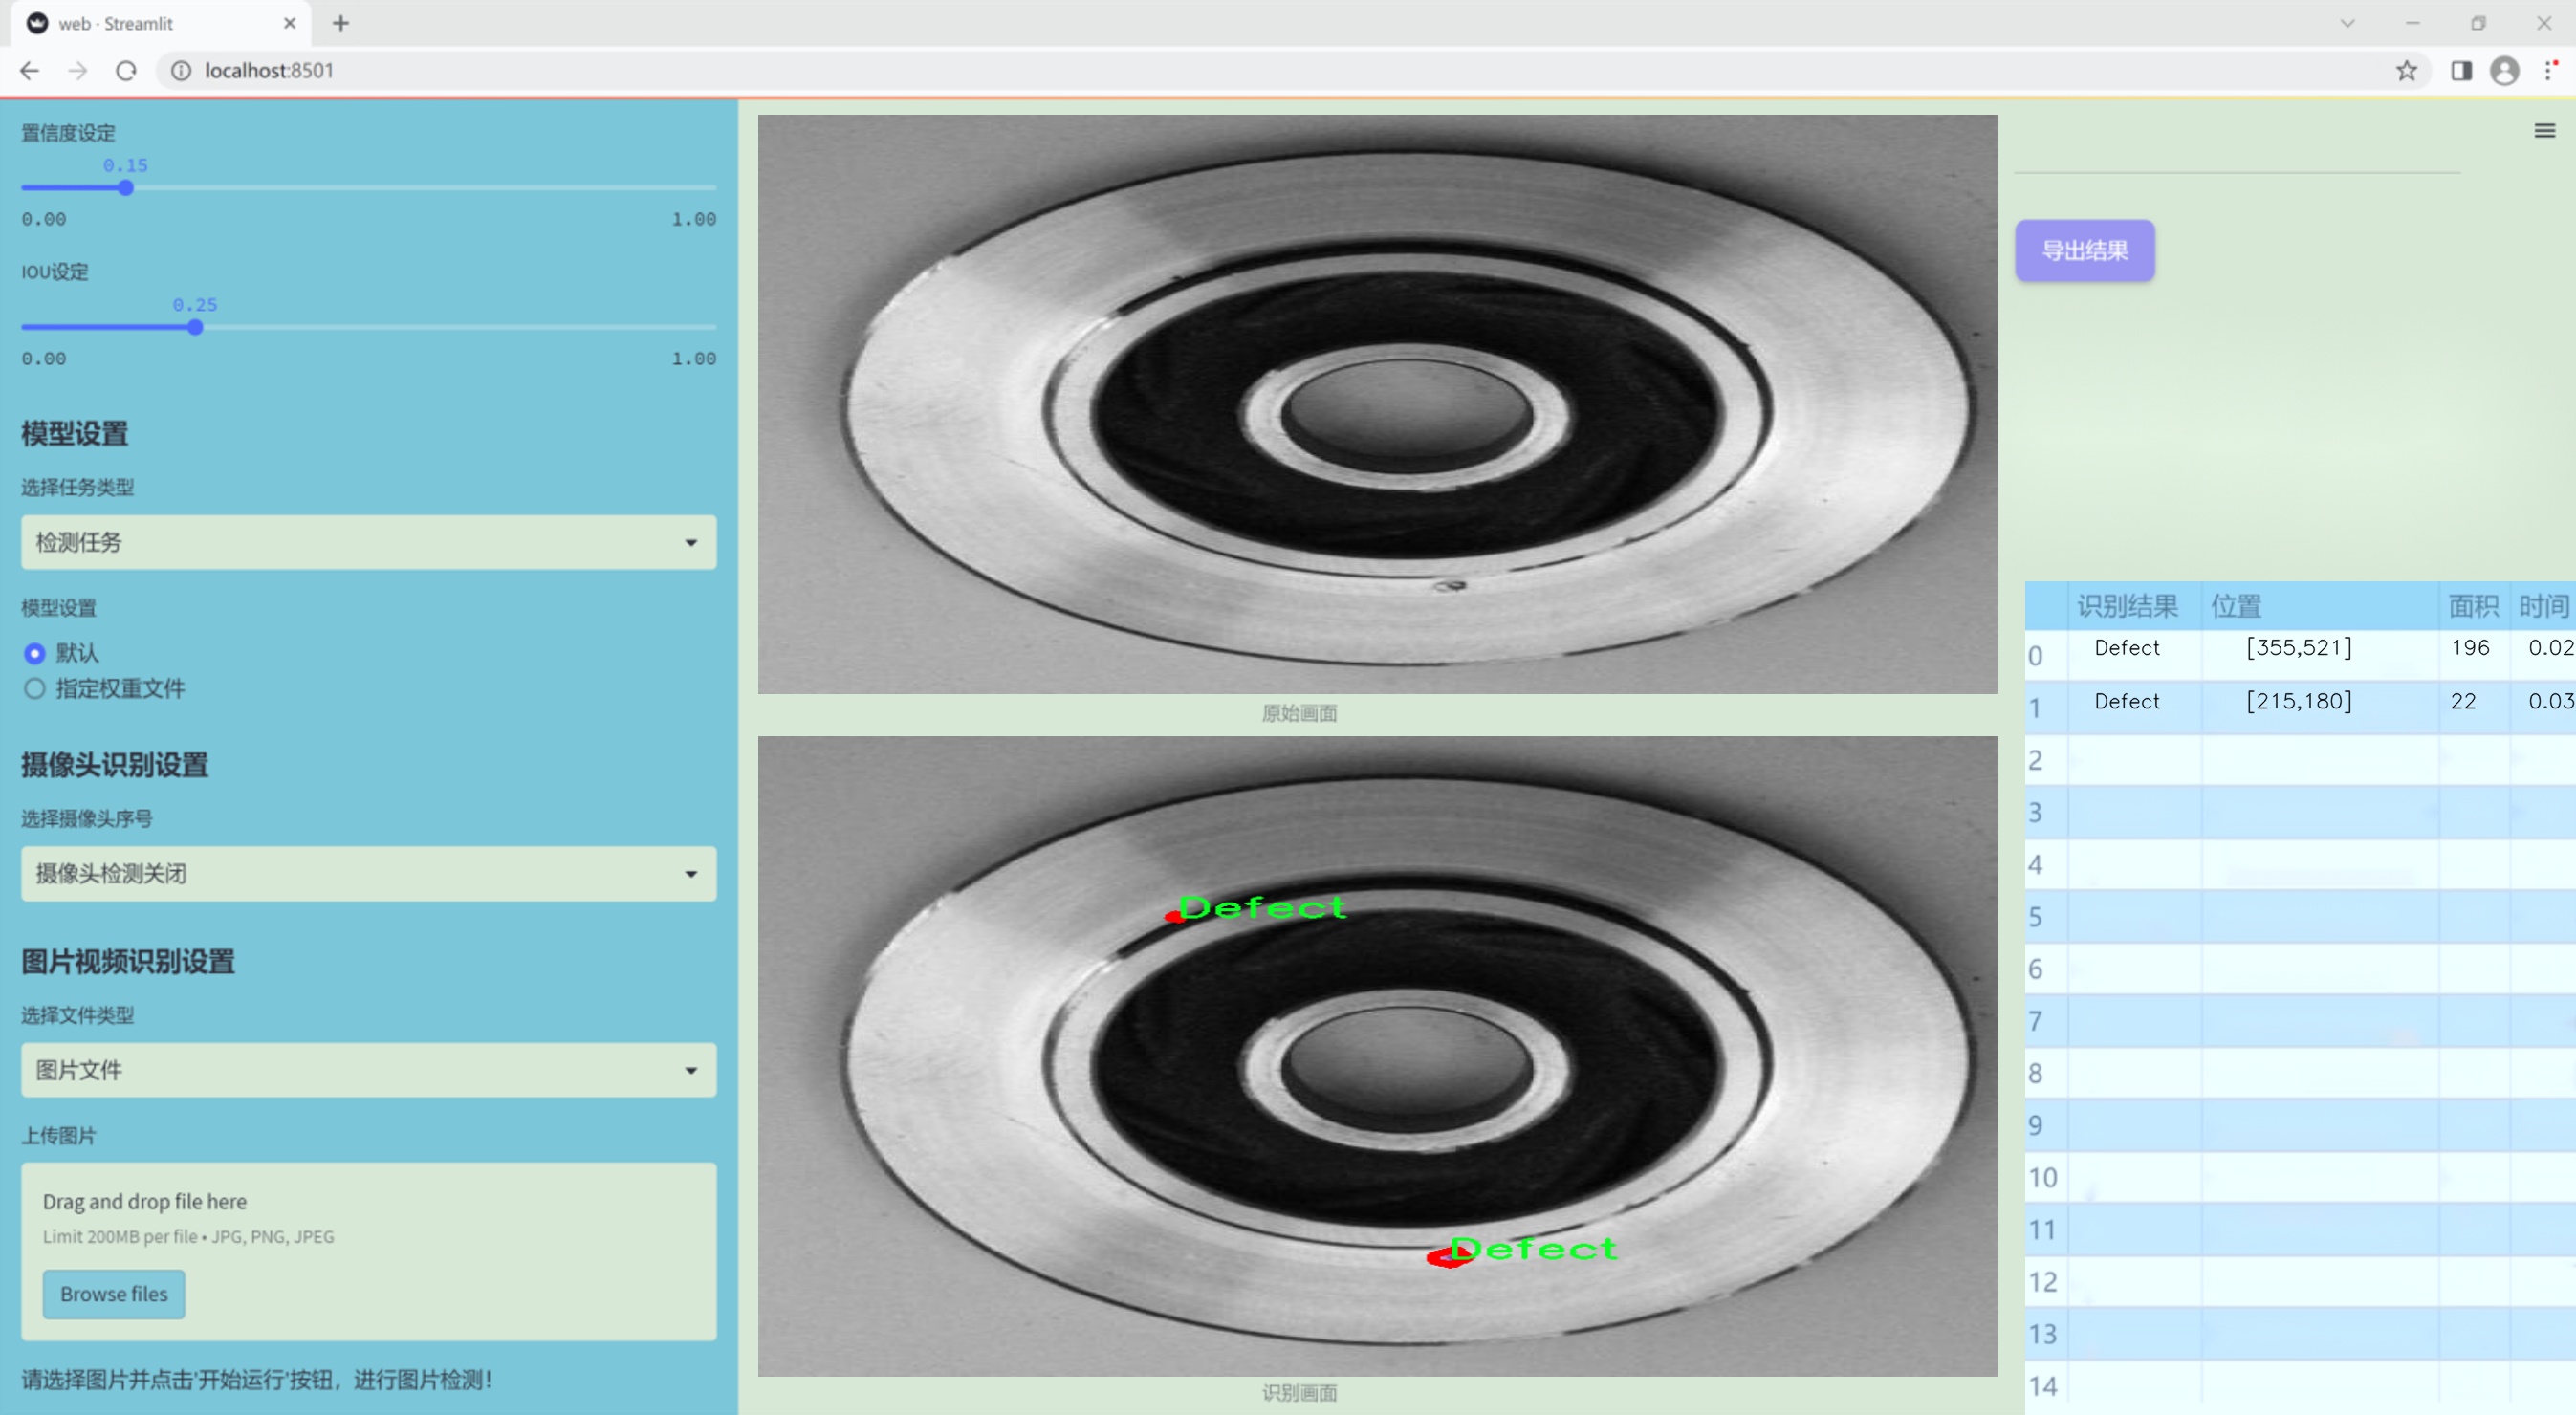 web · Streamlit
localhost:8501
置信度设定
0.15
0.00 1.00
IOU设定
0.25
0.00 1.00
模型设置
选择任务类型
检测任务
模型设置
默认
指定权重文件
摄像头识别设置
选择摄像头序号
摄像头检测关闭
图片视频识别设置
选择文件类型
图片文件
上传图片
Drag and drop file here
Limit 200MB per file • JPG, PNG, JPEG
Browse files
请选择图片并点击'开始运行'按钮，进行图片检测！
原始画面
Defect
Defect
识别画面
导出结果
识别结果 位置 面积 时间
0 Defect [355,521] 196 0.02
1 Defect [215,180] 22 0.03
2
3
4
5
6
7
8
9
10
11
12
13
14